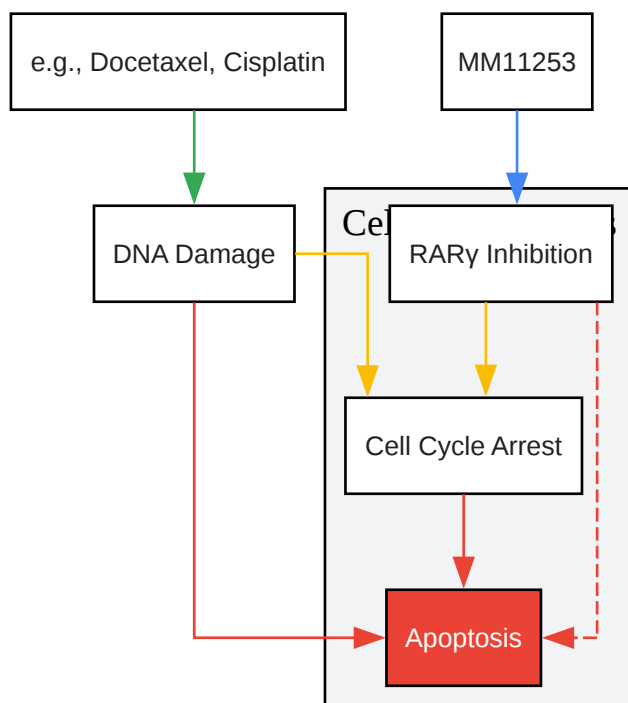 e.g., Docetaxel, Cisplatin
MM11253
DNA Damage
RARγ Inhibition
Cell Cycle Arrest
Apoptosis